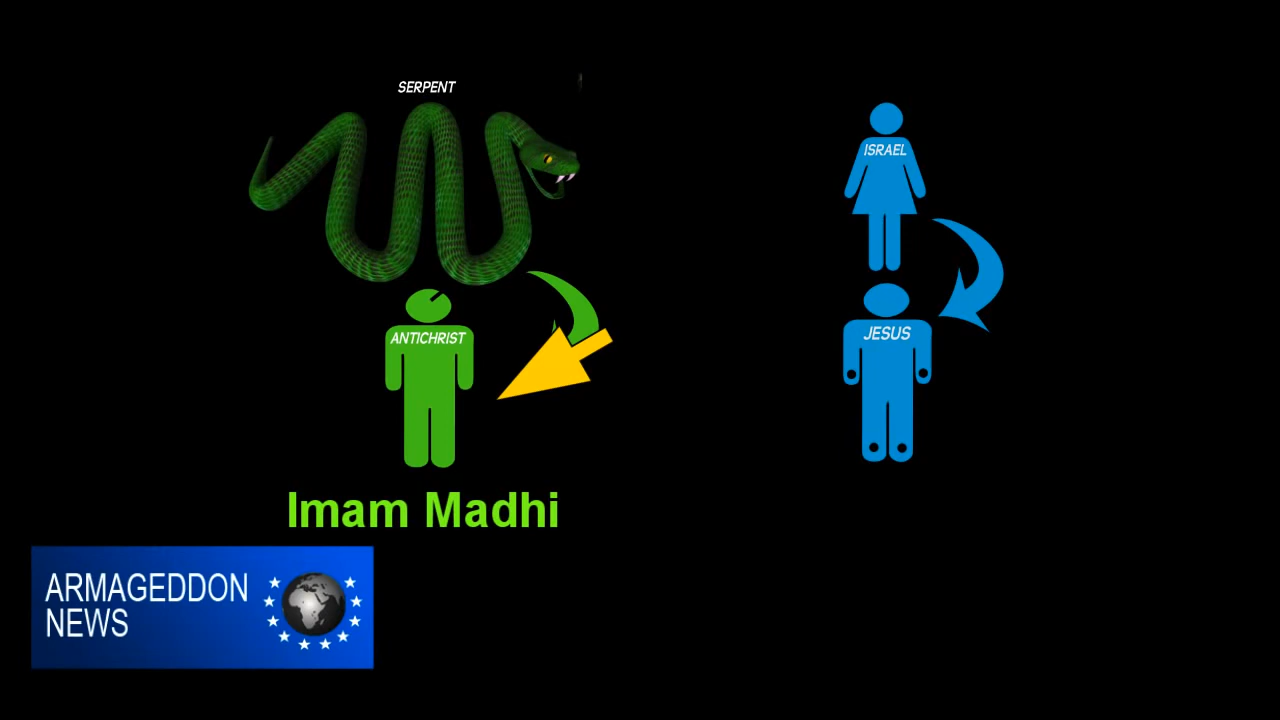 SERPENT
ISRAEL
ANTICHRIST
JESUS
Imam Madhi
ARMAGEDDON
NEWS